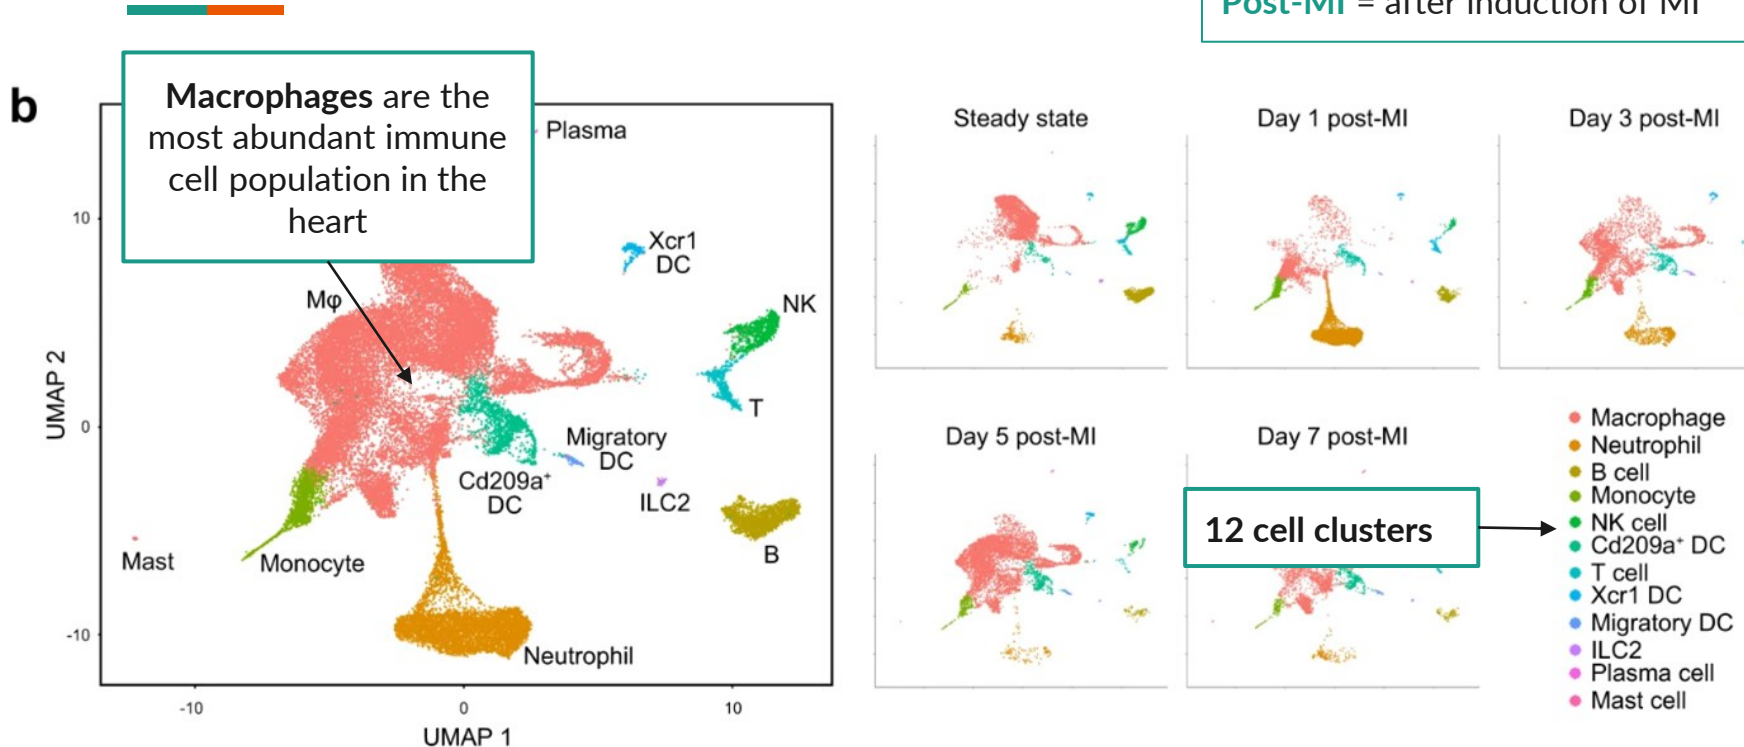 Post-MI = after induction of MI
b
Macrophages are the
most abundant immune
cell population in the
heart
Plasma
Xcr1
DC
NK
Mφ
T
Migratory
DC
Cd209a⁺
DC
ILC2
B
Mast
Monocyte
Neutrophil
10
0
-10
UMAP 2
-10
0
10
UMAP 1
Steady state
Day 1 post-MI
Day 3 post-MI
Day 5 post-MI
Day 7 post-MI
12 cell clusters
Macrophage
Neutrophil
B cell
Monocyte
NK cell
Cd209a⁺ DC
T cell
Xcr1 DC
Migratory DC
ILC2
Plasma cell
Mast cell